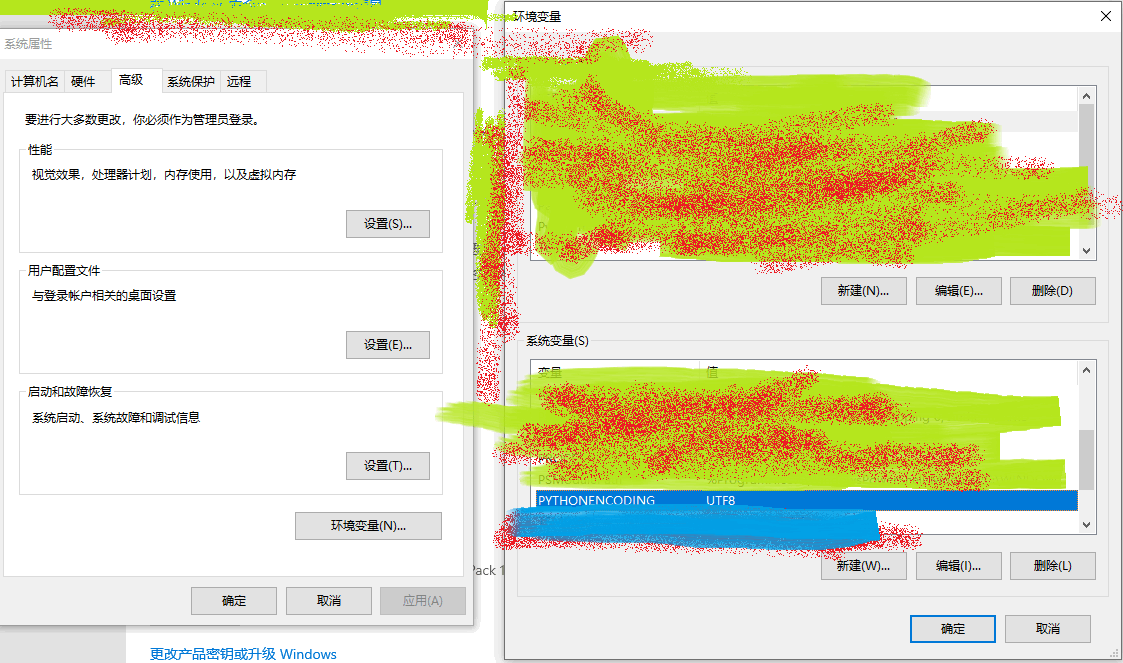 系统属性
计算机名
硬件
高级
系统保护
远程
要进行大多数更改，你必须作为管理员登录。
性能
视觉效果，处理器计划，内存使用，以及虚拟内存
设置(S)...
用户配置文件
与登录帐户相关的桌面设置
设置(E)...
启动和故障恢复
系统启动、系统故障和调试信息
设置(T)...
环境变量(N)...
确定
取消
应用(A)
更改产品密钥或升级 Windows
Pack 1
环境变量
新建(N)...
编辑(E)...
删除(D)
系统变量(S)
变量
值
PYTHONENCODING
UTF8
新建(W)...
编辑(I)...
删除(L)
确定
取消